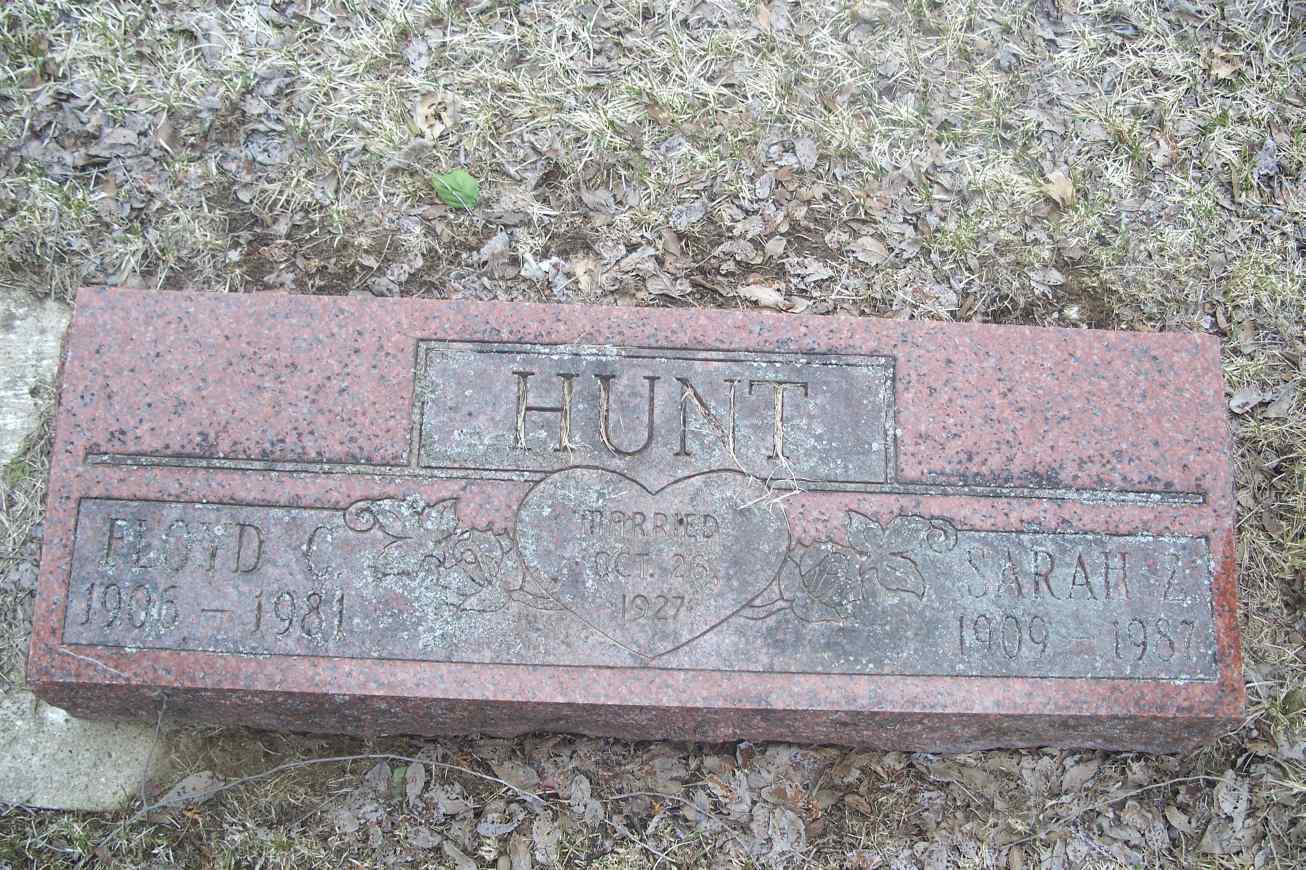 HUNT
MARRIED
OCT. 26,
1927
FLOYD C
1906 - 1981
SARAH Z
1909 - 1987